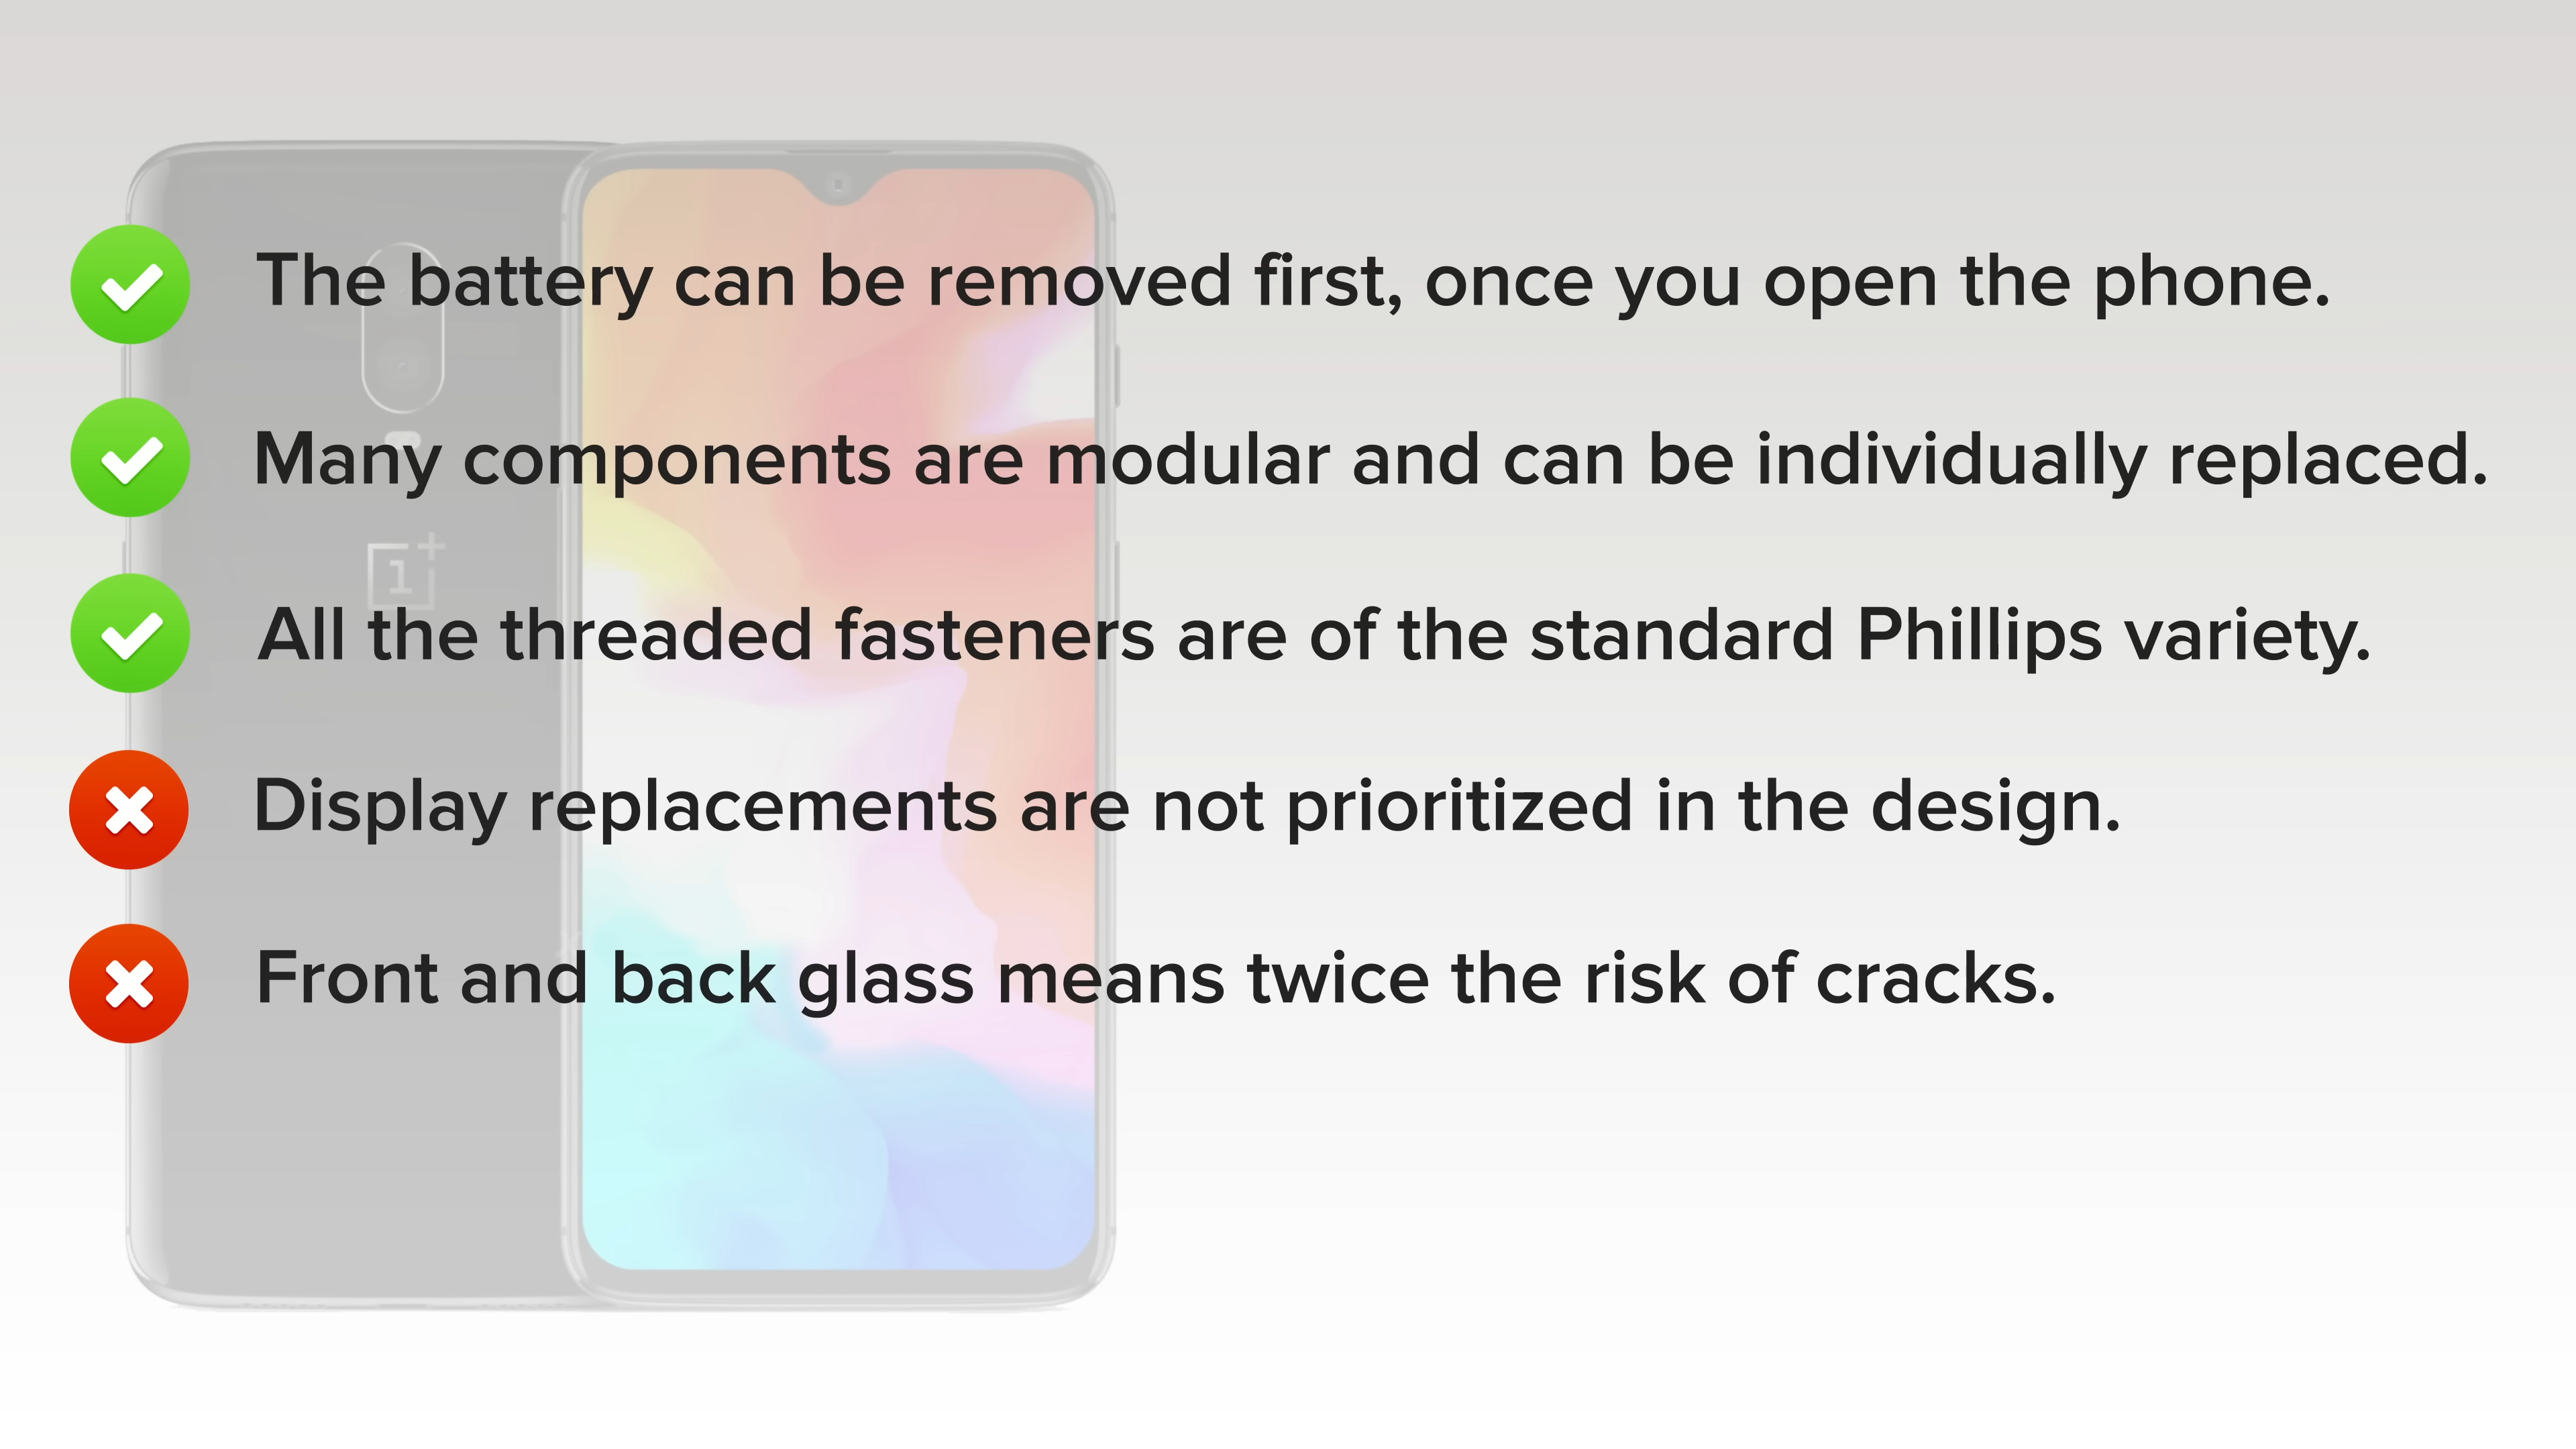 The battery can be removed first, once you open the phone.
Many components are modular and can be individually replaced.
1+
All the threaded fasteners are of the standard Phillips variety.
Display replacements are not prioritized in the design.
Front and back glass means twice the risk of cracks.